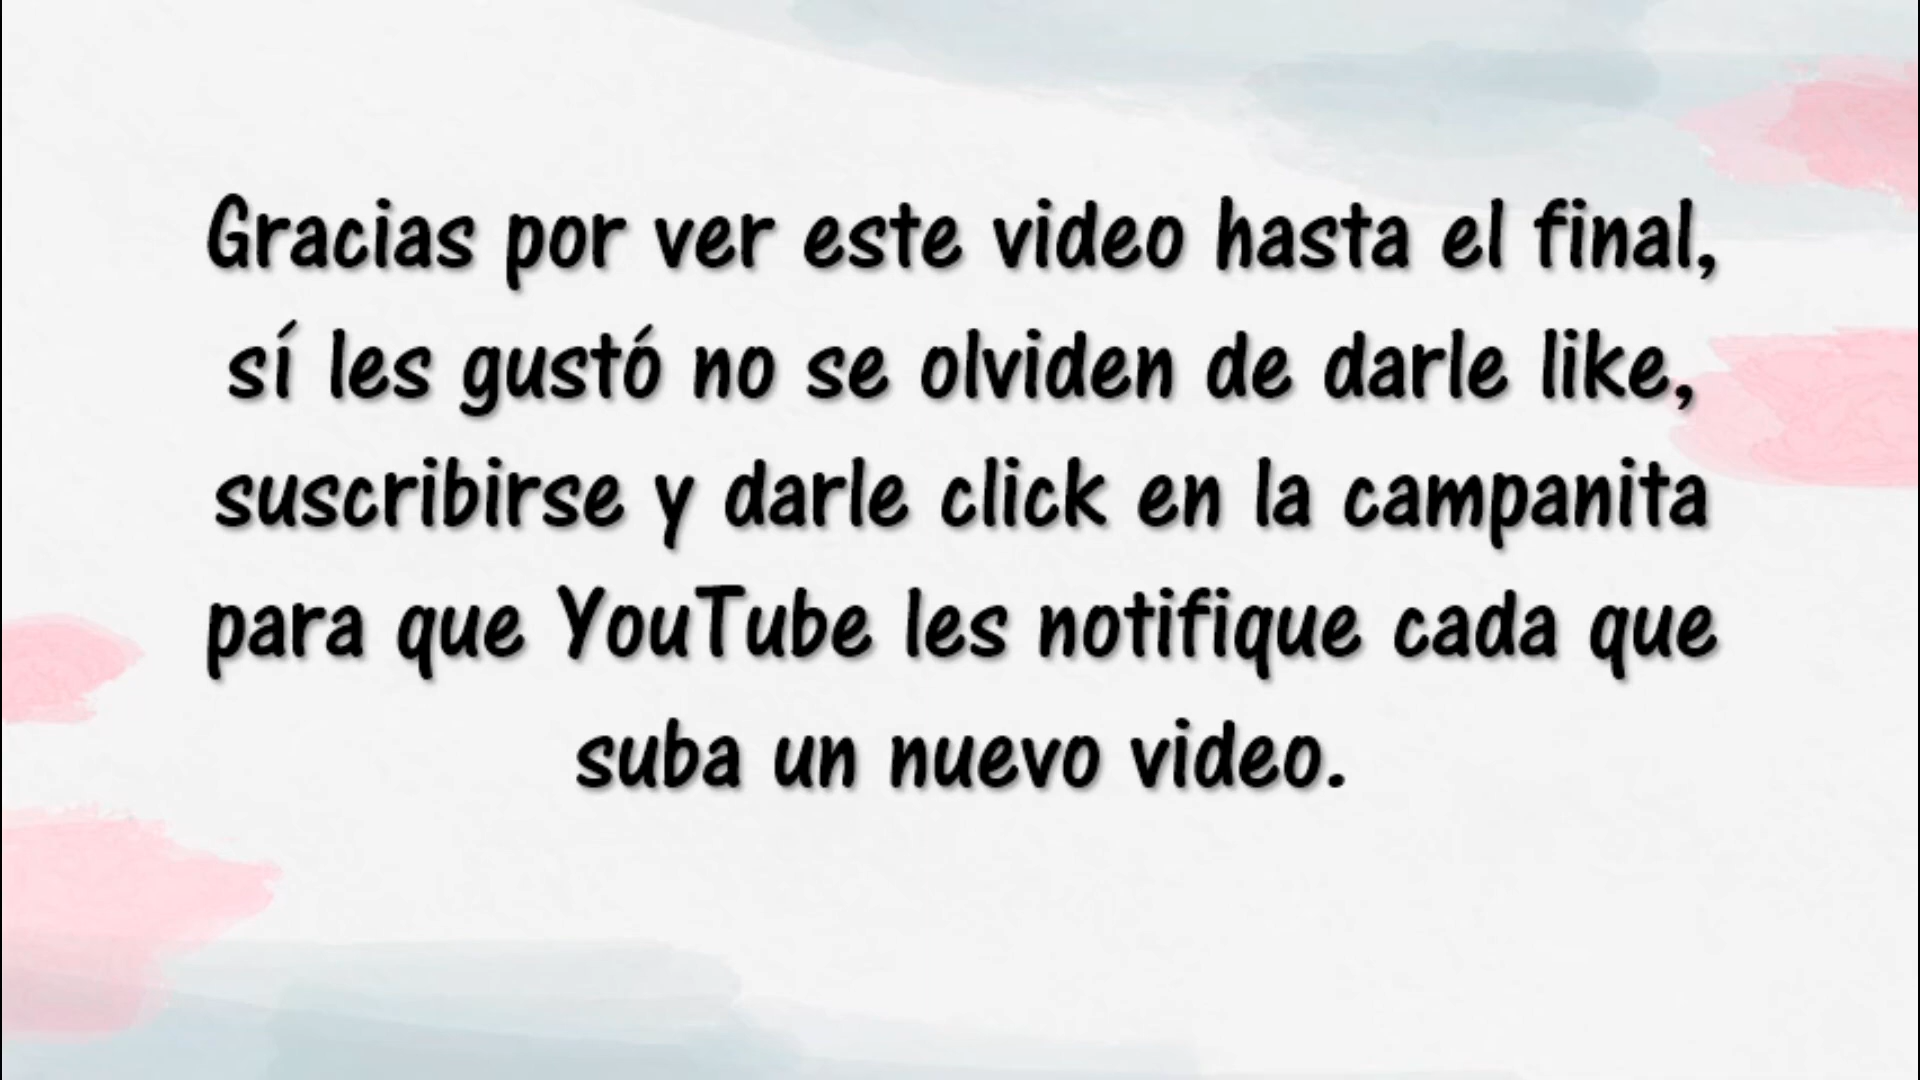 Gracias por ver este video hasta el final,
sí les gustó no se olviden de darle like,
suscribirse y darle click en la campanita
para que YouTube les notifique cada que
suba un nuevo video.